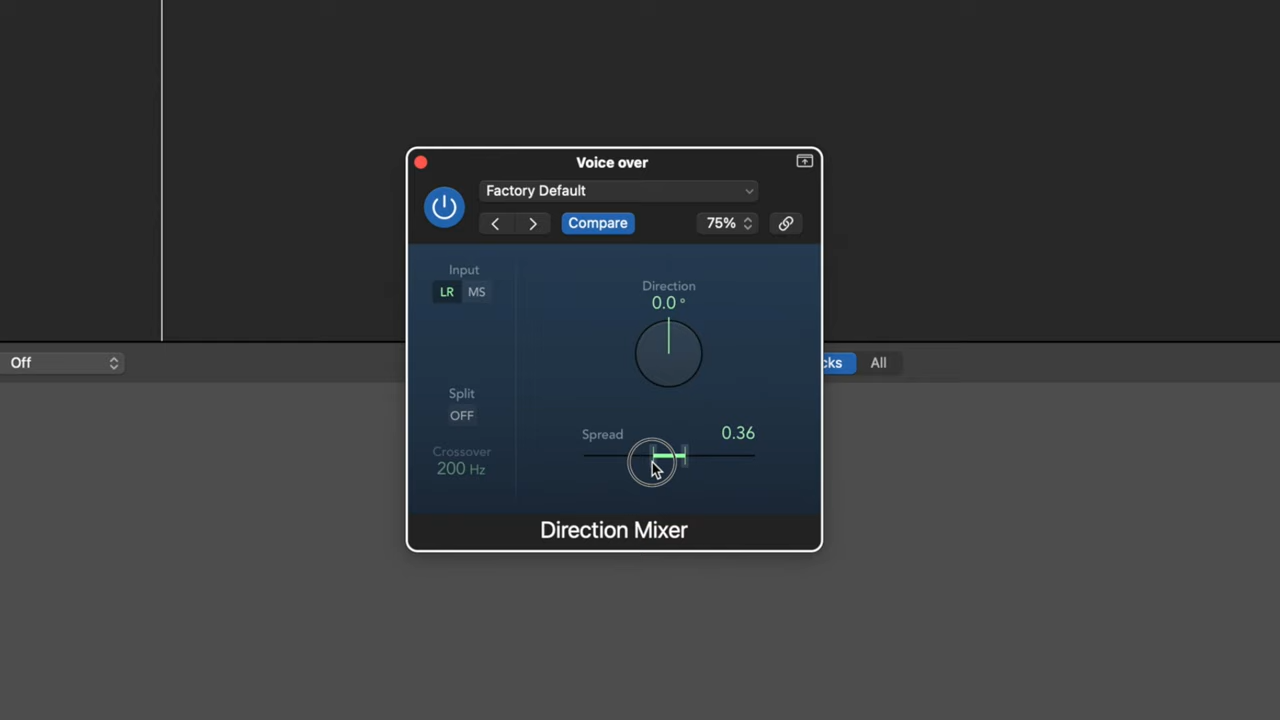 Voice over
Factory Default
Compare
75%
Input
LR MS
Direction
0.0 °
Off
cks All
Split
OFF
Spread 0.36
Crossover
200 Hz
Direction Mixer